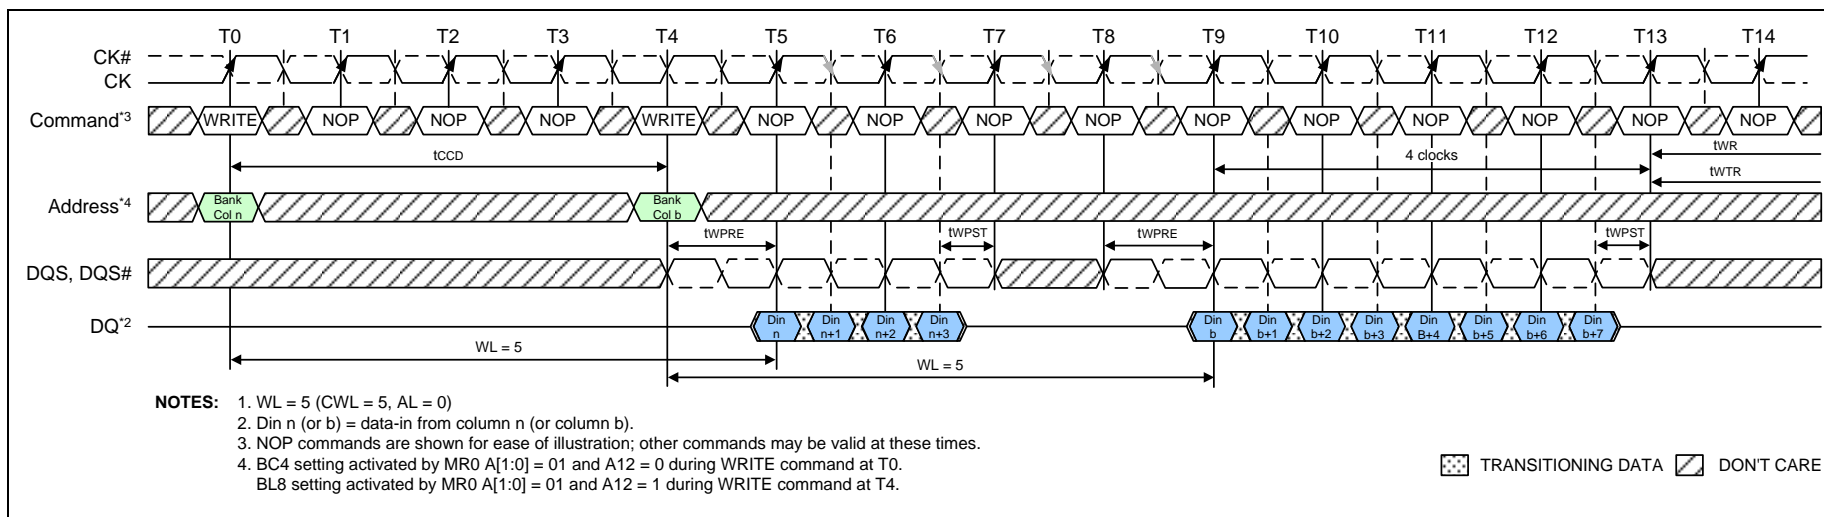 T0 T1 T2 T3 T4 T5 T6 T7 T8 T9 T10 T11 T12 T13 T14
CK#
CK
Command*3 WRITE NOP NOP NOP WRITE NOP NOP NOP NOP NOP NOP NOP NOP NOP NOP
tCCD 4 clocks tWR
tWTR
Address*4 Bank Col n Bank Col b
tWPRE tWPST tWPRE tWPST
DQS, DQS#
DQ*2 Din n Din n+1 Din n+2 Din n+3 Din b Din b+1 Din b+2 Din b+3 Din B+4 Din b+5 Din b+6 Din b+7
WL = 5
WL = 5
NOTES: 1. WL = 5 (CWL = 5, AL = 0)
2. Din n (or b) = data-in from column n (or column b).
3. NOP commands are shown for ease of illustration; other commands may be valid at these times.
4. BC4 setting activated by MR0 A[1:0] = 01 and A12 = 0 during WRITE command at T0.
BL8 setting activated by MR0 A[1:0] = 01 and A12 = 1 during WRITE command at T4.
TRANSITIONING DATA DON'T CARE